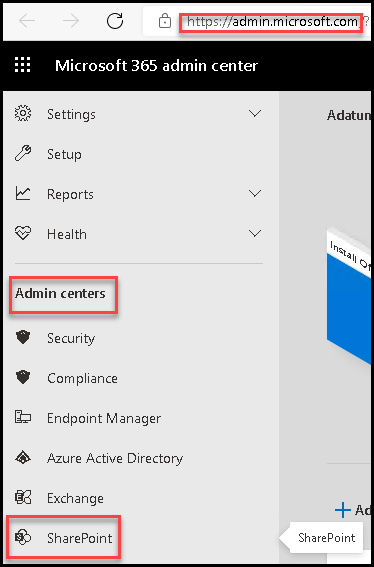 https://admin.microsoft.com/?
Microsoft 365 admin center
Settings
Adatum
Setup
Reports
Health
Install Of
Admin centers
Security
Compliance
Endpoint Manager
Azure Active Directory
Exchange
Ad
SharePoint
SharePoint